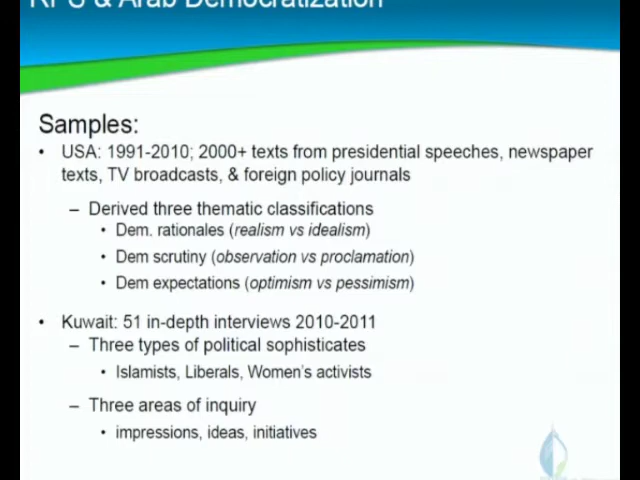 & Arab Democratization
Samples:
• USA: 1991-2010; 2000+ texts from presidential speeches, newspaper
texts, TV broadcasts, & foreign policy journals
– Derived three thematic classifications
• Dem. rationales (realism vs idealism)
• Dem scrutiny (observation vs proclamation)
• Dem expectations (optimism vs pessimism)
• Kuwait: 51 in-depth interviews 2010-2011
– Three types of political sophisticates
• Islamists, Liberals, Women's activists
– Three areas of inquiry
• impressions, ideas, initiatives